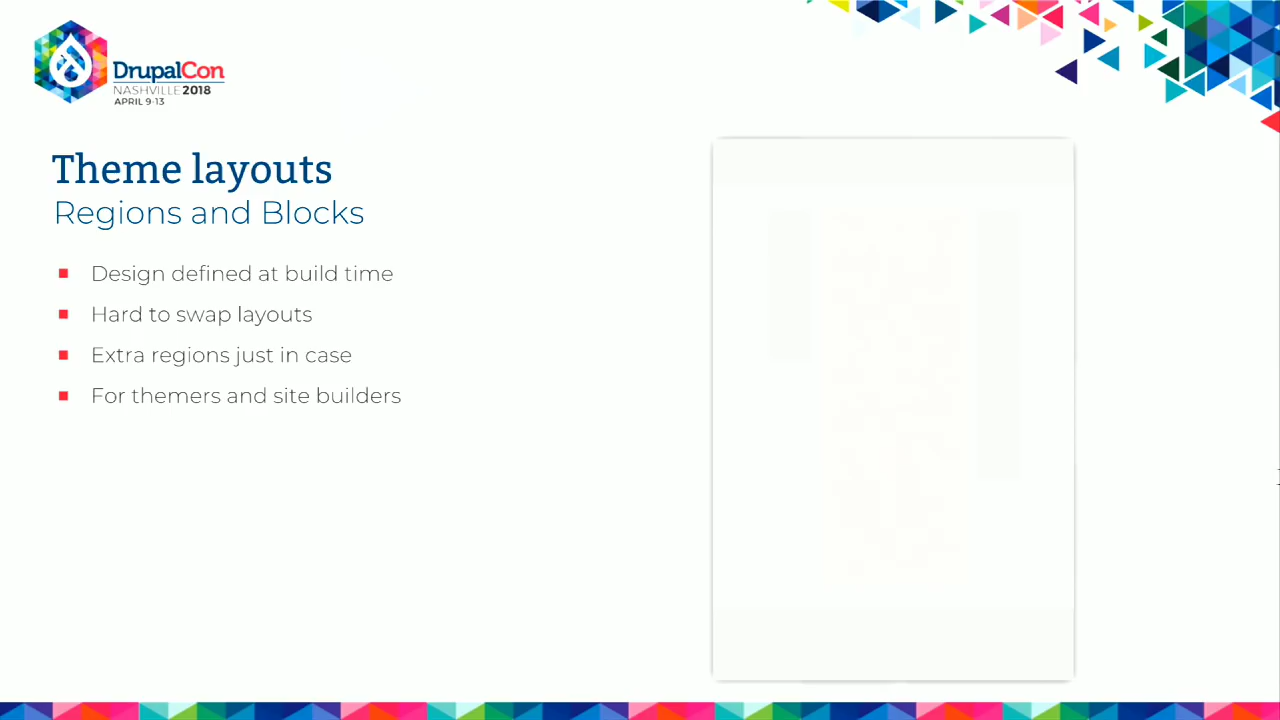 DrupalCon
NASHVILLE 2018
APRIL 9-13
Theme layouts
Regions and Blocks
Design defined at build time
Hard to swap layouts
Extra regions just in case
For themers and site builders